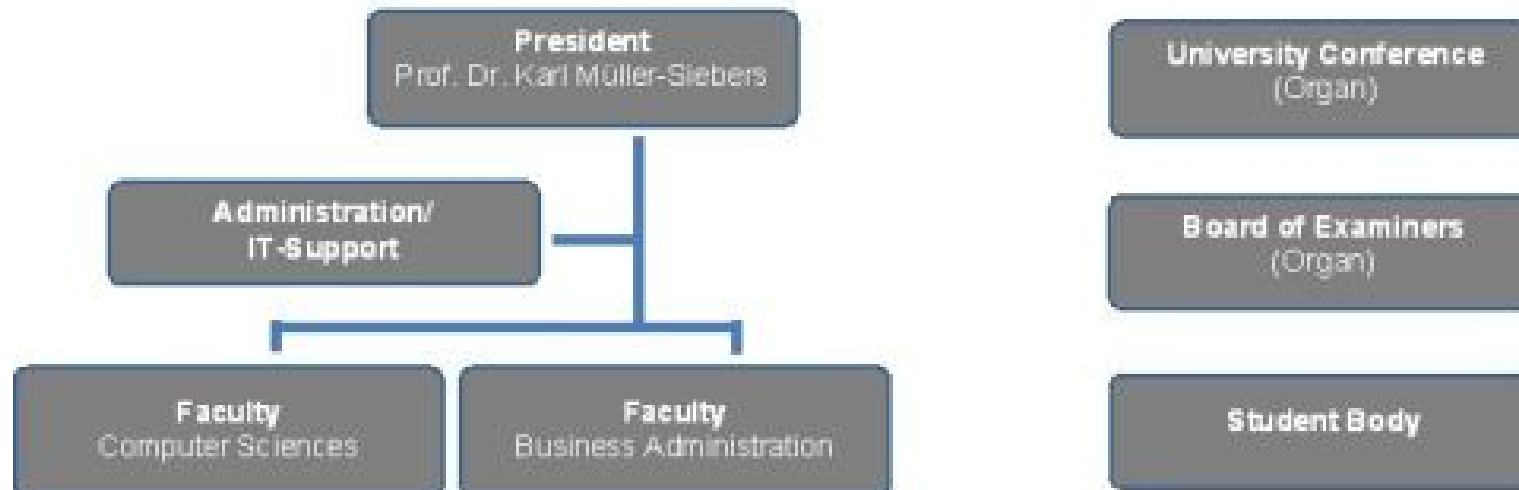 President
Prof. Dr. Karl Müller-Siebers
University Conference
(Organ)
Administration/
IT-Support
Board of Examiners
(Organ)
Faculty
Computer Sciences
Faculty
Business Administration
Student Body